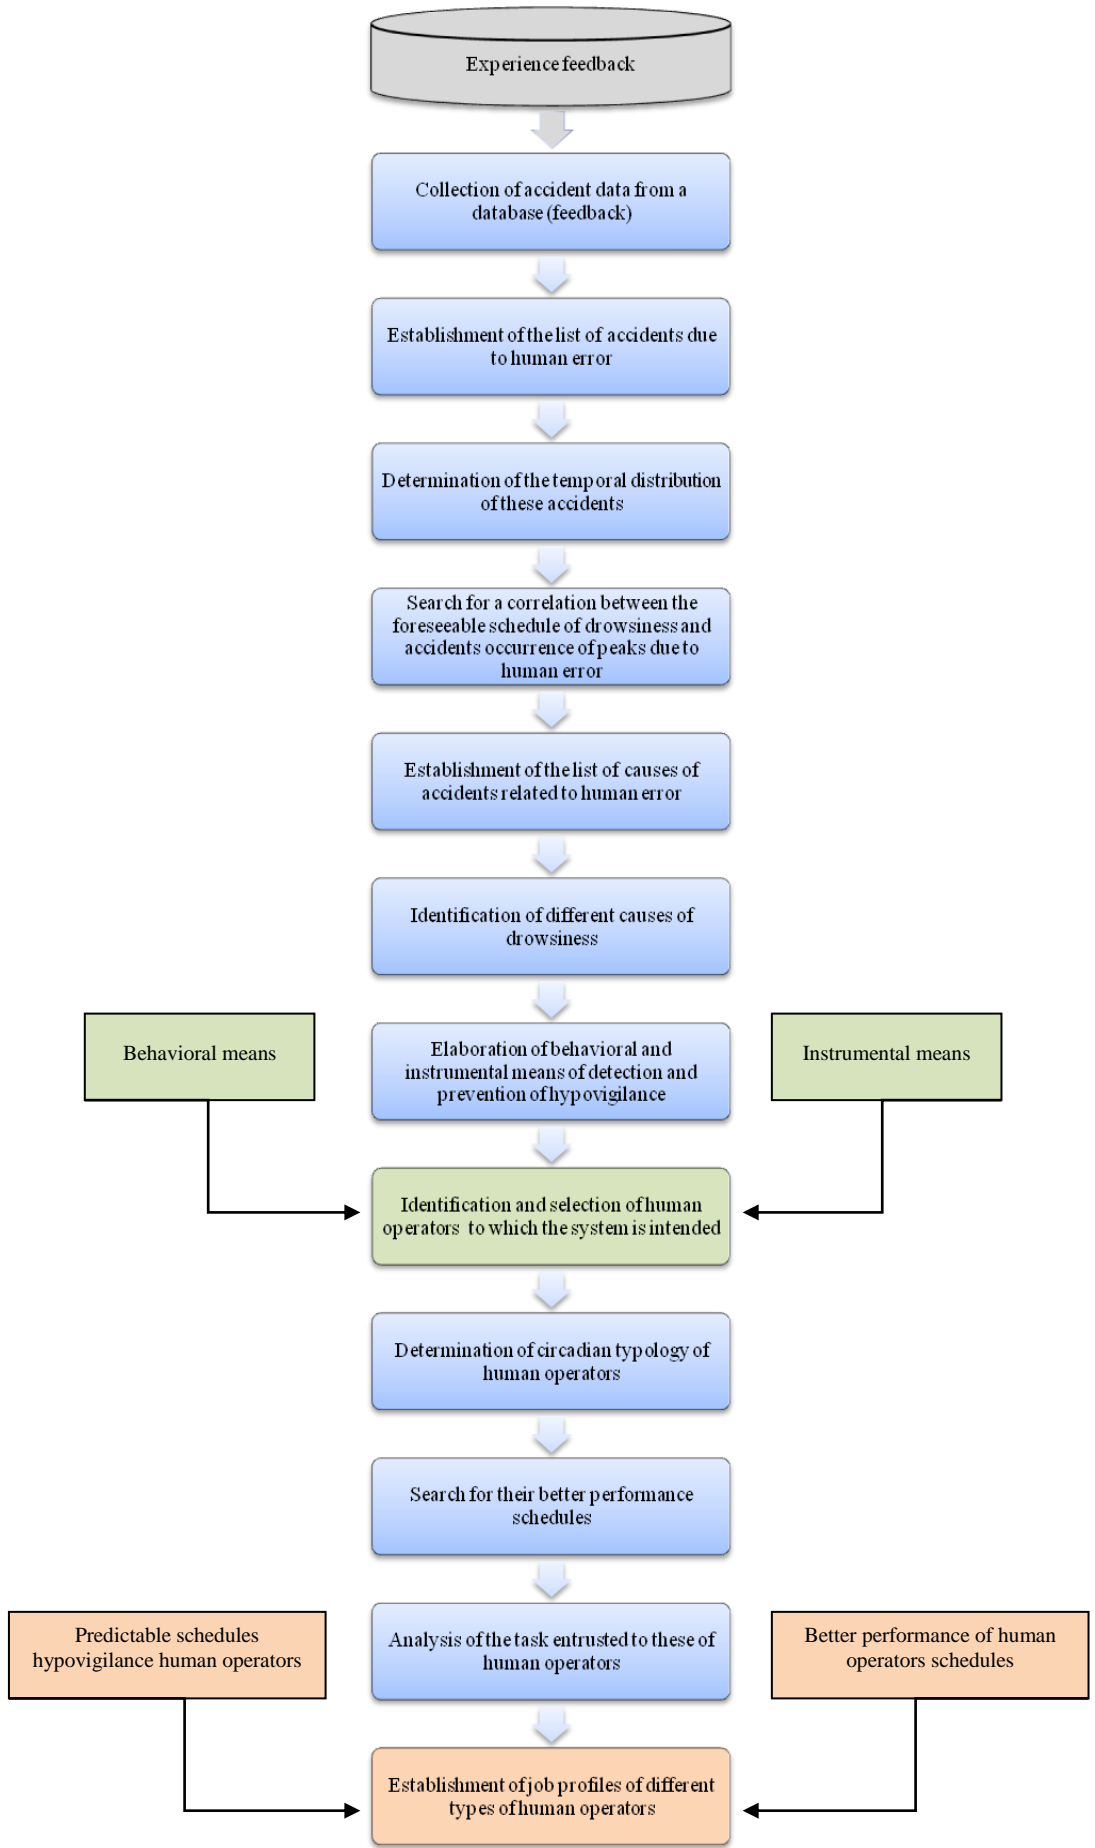 Experience feedback
Collection of accident data from a
database (feedback)
Establishment of the list of accidents due
to human error
Determination of the temporal distribution
of these accidents
Search for a correlation between the
foreseeable schedule of drowsiness and
accidents occurrence of peaks due to
human error
Establishment of the list of causes of
accidents related to human error
Identification of different causes of
drowsiness
Behavioral means
Elaboration of behavioral and
instrumental means of detection and
prevention of hypovigilance
Instrumental means
Identification and selection of human
operators to which the system is intended
Determination of circadian typology of
human operators
Search for their better performance
schedules
Predictable schedules
hypovigilance human operators
Analysis of the task entrusted to these of
human operators
Better performance of human
operators schedules
Establishment of job profiles of different
types of human operators